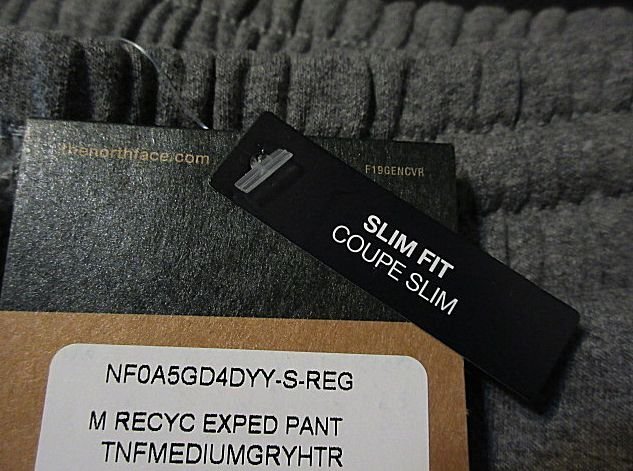 thenorthface.com
F19GENCVR
SLIM FIT
COUPE SLIM
NF0A5GD4DYY-S-REG
M RECYC EXPED PANT
TNFMEDIUMGRYHTR